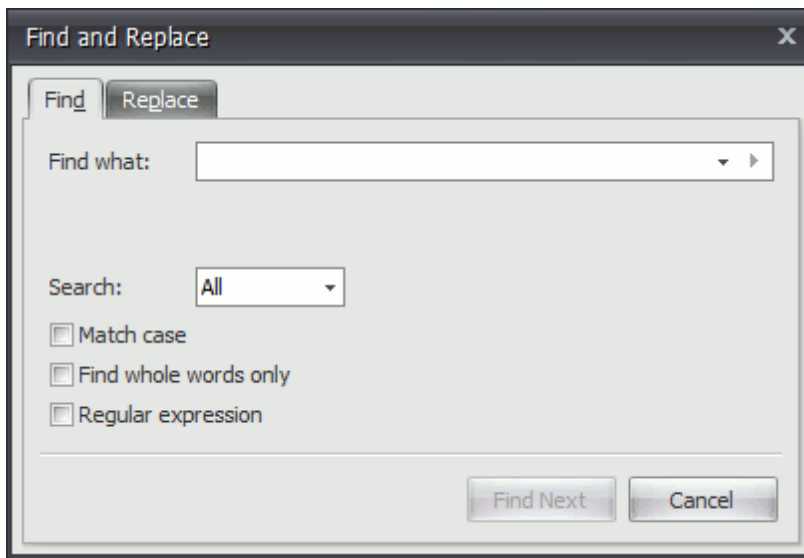 Find and Replace
Find Replace
Find what:
Search: All
Match case
Find whole words only
Regular expression
Find Next Cancel